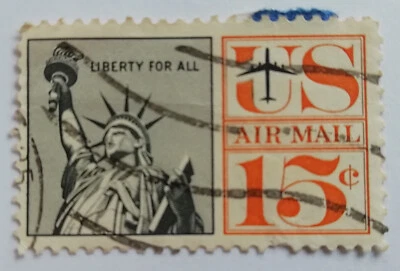 LIBERTY FOR ALL
US
AIR·MAIL
15¢